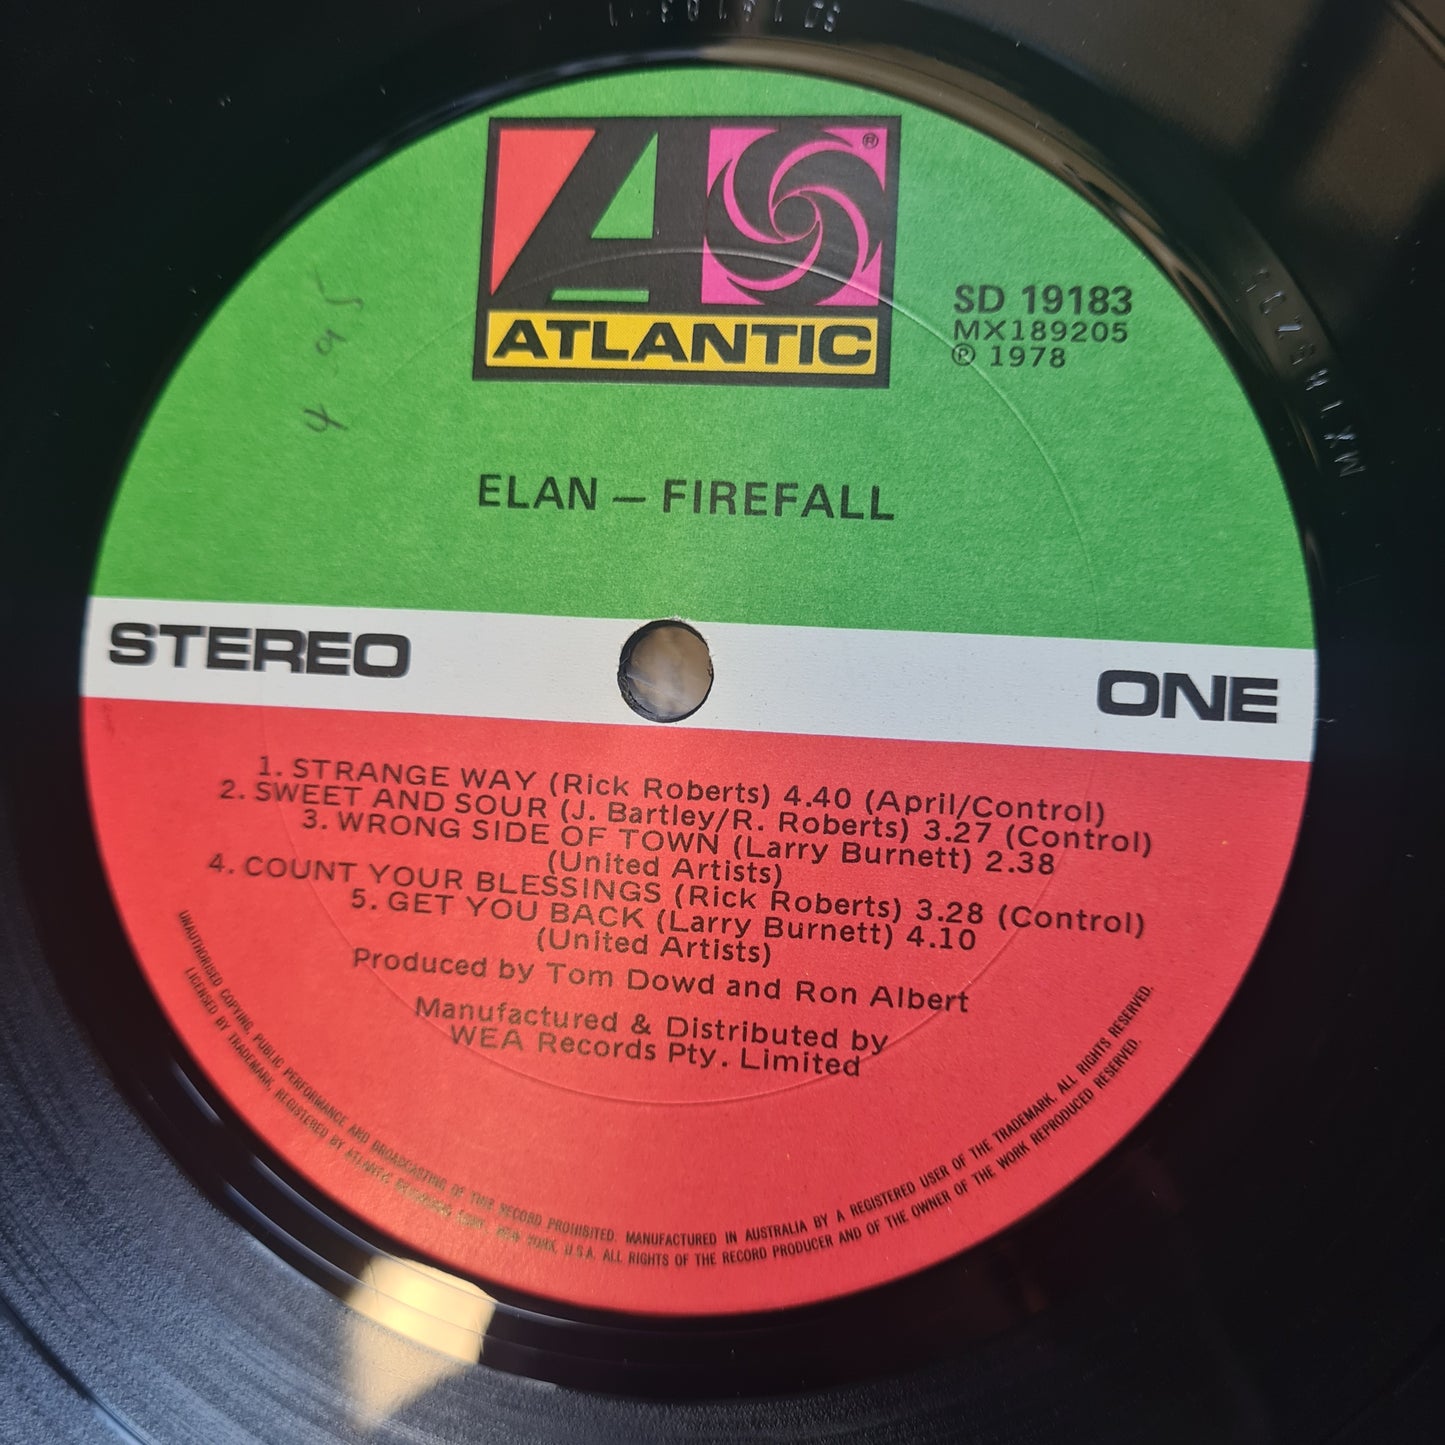 ATLANTIC
®
SD 19183
MX189205
℗ 1978
4.95
ELAN — FIREFALL
STEREO
ONE
1. STRANGE WAY (Rick Roberts) 4.40 (April/Control)
2. SWEET AND SOUR (J. Bartley/R. Roberts) 3.27 (Control)
3. WRONG SIDE OF TOWN (Larry Burnett) 2.38
(United Artists)
4. COUNT YOUR BLESSINGS (Rick Roberts) 3.28 (Control)
5. GET YOU BACK (Larry Burnett) 4.10
(United Artists)
Produced by Tom Dowd and Ron Albert
Manufactured & Distributed by
WEA Records Pty. Limited
UNAUTHORISED COPYING, PUBLIC PERFORMANCE AND BROADCASTING OF THIS RECORD PROHIBITED. MANUFACTURED IN AUSTRALIA BY A REGISTERED USER OF THE TRADEMARK. ALL RIGHTS RESERVED.
LICENSED BY TRADEMARK, REGISTERED BY ATLANTIC RECORDING CORP., NEW YORK, U.S.A. ALL RIGHTS OF THE RECORD PRODUCER AND OF THE OWNER OF THE WORK REPRODUCED RESERVED.